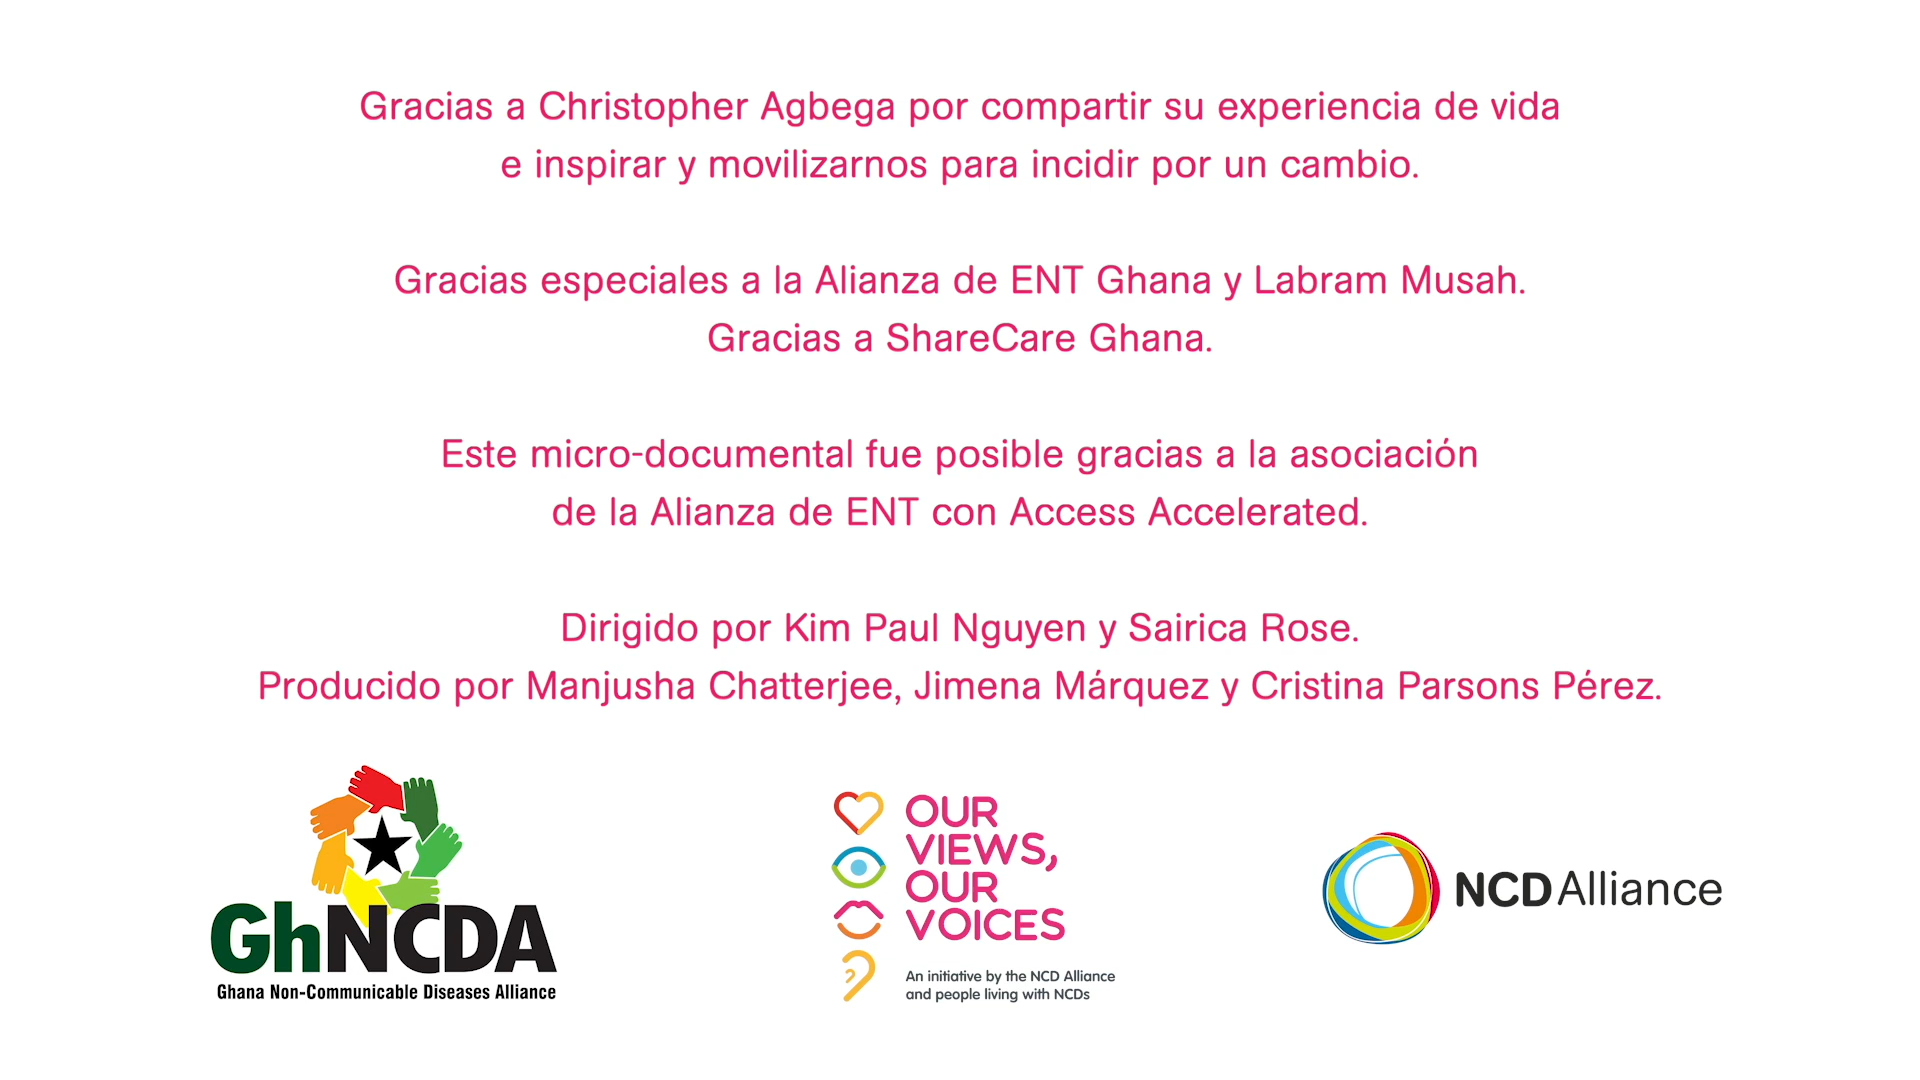 Gracias a Christopher Agbega por compartir su experiencia de vida
e inspirar y movilizarnos para incidir por un cambio.
Gracias especiales a la Alianza de ENT Ghana y Labram Musah.
Gracias a ShareCare Ghana.
Este micro-documental fue posible gracias a la asociación
de la Alianza de ENT con Access Accelerated.
Dirigido por Kim Paul Nguyen y Sairica Rose.
Producido por Manjusha Chatterjee, Jimena Márquez y Cristina Parsons Pérez.
GhNCDA
Ghana Non-Communicable Diseases Alliance
OUR
VIEWS,
OUR
VOICES
An initiative by the NCD Alliance
and people living with NCDs
NCD Alliance